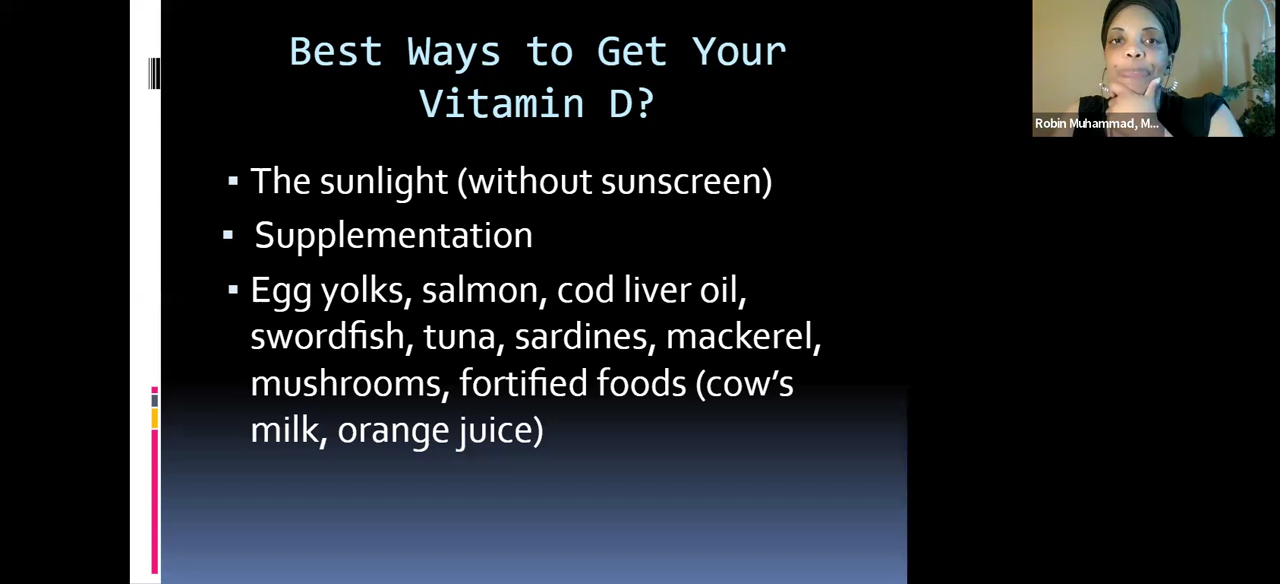 Best Ways to Get Your
Vitamin D?
▪ The sunlight (without sunscreen)
▪ Supplementation
▪ Egg yolks, salmon, cod liver oil,
swordfish, tuna, sardines, mackerel,
mushrooms, fortified foods (cow's
milk, orange juice)
Robin Muhammad, M...